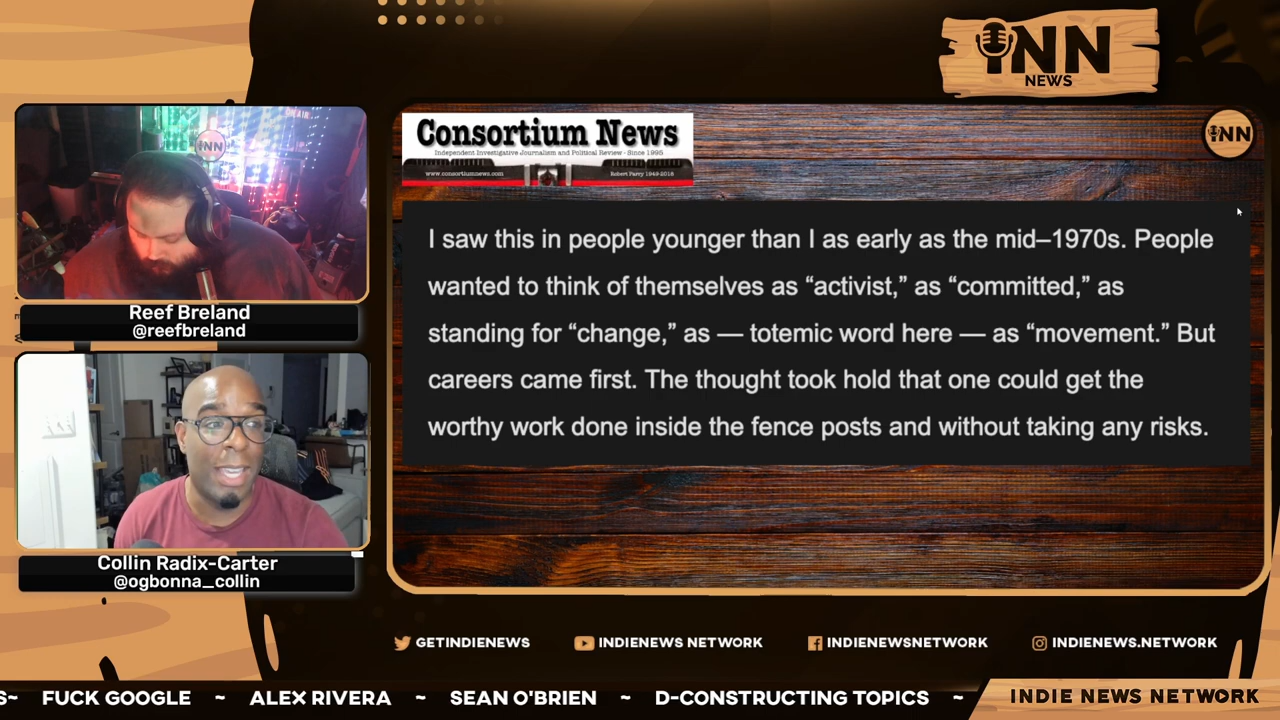 INN
NEWS
INN
Consortium News
Independent Investigative Journalism and Political Review - Since 1995
www.consortiumnews.com
Robert Parry 1949-2018
INN
I saw this in people younger than I as early as the mid–1970s. People
wanted to think of themselves as “activist,” as “committed,” as
standing for “change,” as — totemic word here — as “movement.” But
careers came first. The thought took hold that one could get the
worthy work done inside the fence posts and without taking any risks.
Reef Breland
@reefbreland
Collin Radix-Carter
@ogbonna_collin
GETINDIENEWS
INDIENEWS NETWORK
INDIENEWSNETWORK
INDIENEWS.NETWORK
S~ FUCK GOOGLE ~ ALEX RIVERA ~ SEAN O'BRIEN ~ D-CONSTRUCTING TOPICS ~
INDIE NEWS NETWORK